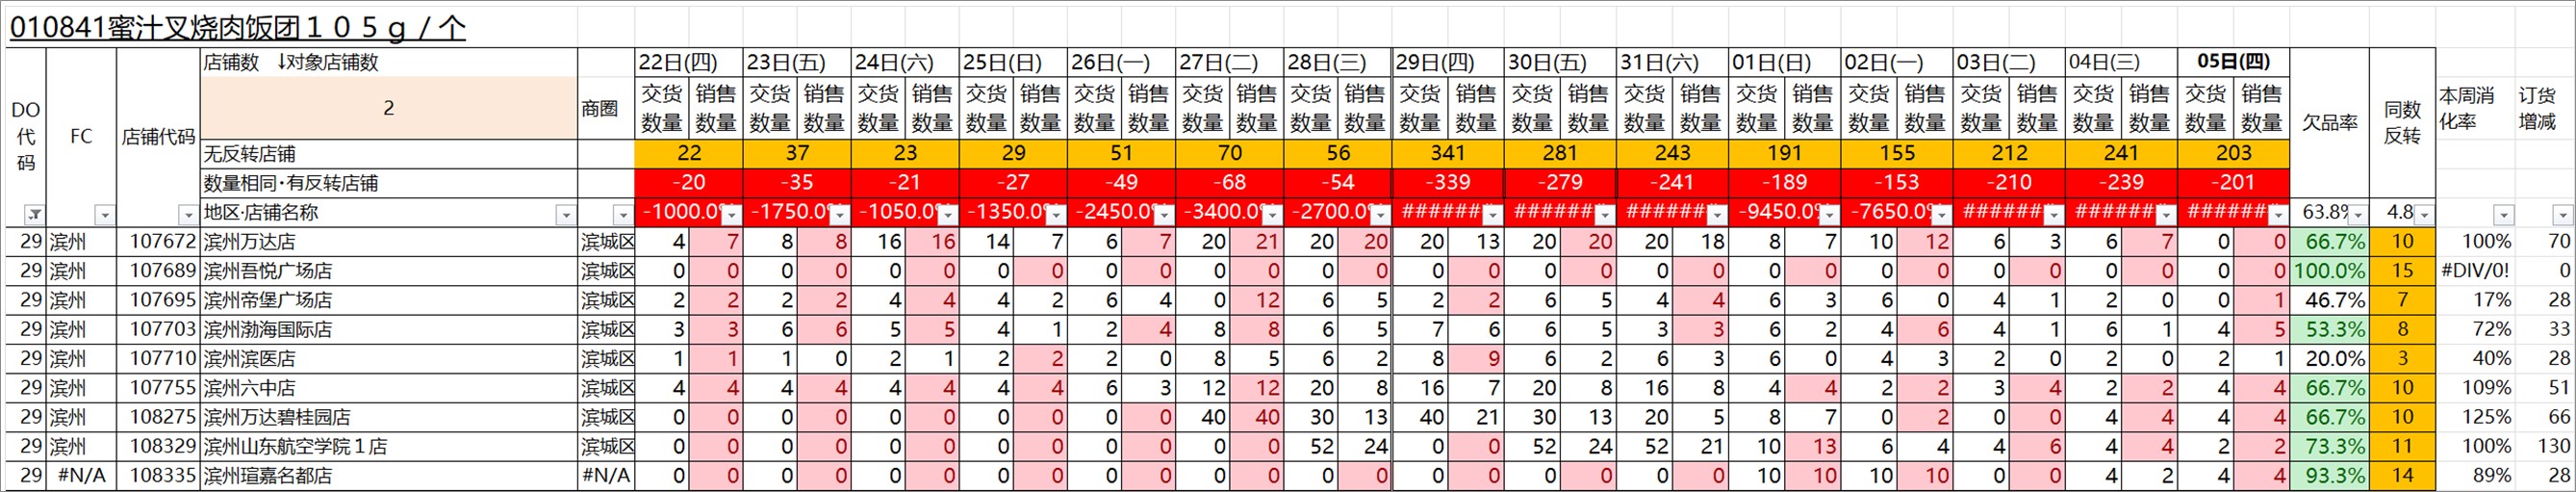 010841蜜汁叉烧肉饭团１０５ｇ／个
店铺数 ↓对象店铺数 22日(四) 23日(五) 24日(六) 25日(日) 26日(一) 27日(二) 28日(三) 29日(四) 30日(五) 31日(六) 01日(日) 02日(一) 03日(二) 04日(三) 05日(四)
DO代码 FC 店铺代码 2 商圈 交货数量 销售数量 交货数量 销售数量 交货数量 销售数量 交货数量 销售数量 交货数量 销售数量 交货数量 销售数量 交货数量 销售数量 交货数量 销售数量 交货数量 销售数量 交货数量 销售数量 交货数量 销售数量 交货数量 销售数量 交货数量 销售数量 交货数量 销售数量 交货数量 销售数量 欠品率 同数反转 本周消化率 订货增减
无反转店铺 22 37 23 29 51 70 56 341 281 243 191 155 212 241 203
数量相同·有反转店铺 -20 -35 -21 -27 -49 -68 -54 -339 -279 -241 -189 -153 -210 -239 -201
地区·店铺名称 -1000.0% -1750.0% -1050.0% -1350.0% -2450.0% -3400.0% -2700.0% ####### ####### ####### -9450.0% -7650.0% ####### ####### ####### 63.8% 4.8
29 滨州 107672 滨州万达店 滨城区 4 7 8 8 16 16 14 7 6 7 20 21 20 20 20 13 20 20 20 18 8 7 10 12 6 3 6 7 0 0 66.7% 10 100% 70
29 滨州 107689 滨州吾悦广场店 滨城区 0 0 0 0 0 0 0 0 0 0 0 0 0 0 0 0 0 0 0 0 0 0 0 0 0 0 0 0 0 0 100.0% 15 #DIV/0! 0
29 滨州 107695 滨州帝堡广场店 滨城区 2 2 2 2 4 4 4 2 6 4 0 12 6 5 2 2 6 5 4 4 6 3 6 0 4 1 2 0 0 1 46.7% 7 17% 28
29 滨州 107703 滨州渤海国际店 滨城区 3 3 6 6 5 5 4 1 2 4 8 8 6 5 7 6 6 5 3 3 6 2 4 6 4 1 6 1 4 5 53.3% 8 72% 33
29 滨州 107710 滨州滨医店 滨城区 1 1 1 0 2 1 2 2 2 0 8 5 6 2 8 9 6 2 6 3 6 0 4 3 2 0 2 0 2 1 20.0% 3 40% 28
29 滨州 107755 滨州六中店 滨城区 4 4 4 4 4 4 4 4 6 3 12 12 20 8 16 7 20 8 16 8 4 4 2 2 3 4 2 2 4 4 66.7% 10 109% 51
29 滨州 108275 滨州万达碧桂园店 滨城区 0 0 0 0 0 0 0 0 0 0 40 40 30 13 40 21 30 13 20 5 8 7 0 2 0 0 4 4 4 4 66.7% 10 125% 66
29 滨州 108329 滨州山东航空学院１店 滨城区 0 0 0 0 0 0 0 0 0 0 0 0 52 24 0 0 52 24 52 21 10 13 6 4 4 6 4 4 2 2 73.3% 11 100% 130
29 #N/A 108335 滨州瑄嘉名都店 #N/A 0 0 0 0 0 0 0 0 0 0 0 0 0 0 0 0 0 0 0 0 10 10 10 10 0 0 4 2 4 4 93.3% 14 89% 28